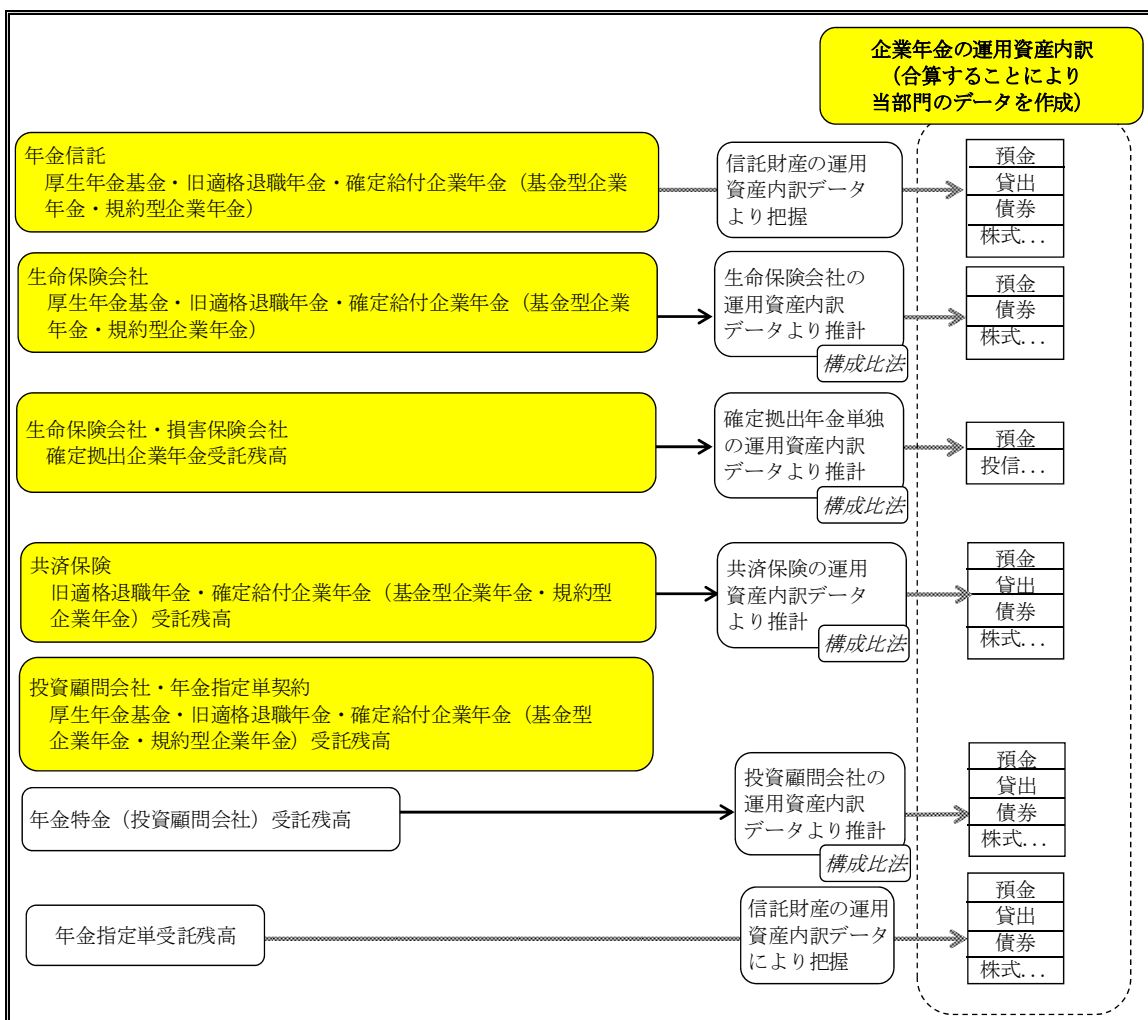 企業年金の運用資産内訳
（合算することにより
当部門のデータを作成）
年金信託
厚生年金基金・旧適格退職年金・確定給付企業年金（基金型企業
年金・規約型企業年金）
信託財産の運用
資産内訳データ
より把握
預金
貸出
債券
株式...
生命保険会社
厚生年金基金・旧適格退職年金・確定給付企業年金（基金型企業
年金・規約型企業年金）
生命保険会社の
運用資産内訳
データより推計
構成比法
預金
債券
株式...
生命保険会社・損害保険会社
確定拠出企業年金受託残高
確定拠出年金単独
の運用資産内訳
データより推計
構成比法
預金
投信...
共済保険
旧適格退職年金・確定給付企業年金（基金型企業年金・規約型
企業年金）受託残高
共済保険の運用
資産内訳データ
より推計
構成比法
預金
貸出
債券
株式...
投資顧問会社・年金指定単契約
厚生年金基金・旧適格退職年金・確定給付企業年金（基金型
企業年金・規約型企業年金）受託残高
年金特金（投資顧問会社）受託残高
投資顧問会社の
運用資産内訳
データより推計
構成比法
預金
貸出
債券
株式...
年金指定単受託残高
信託財産の運用
資産内訳データ
により把握
預金
貸出
債券
株式...